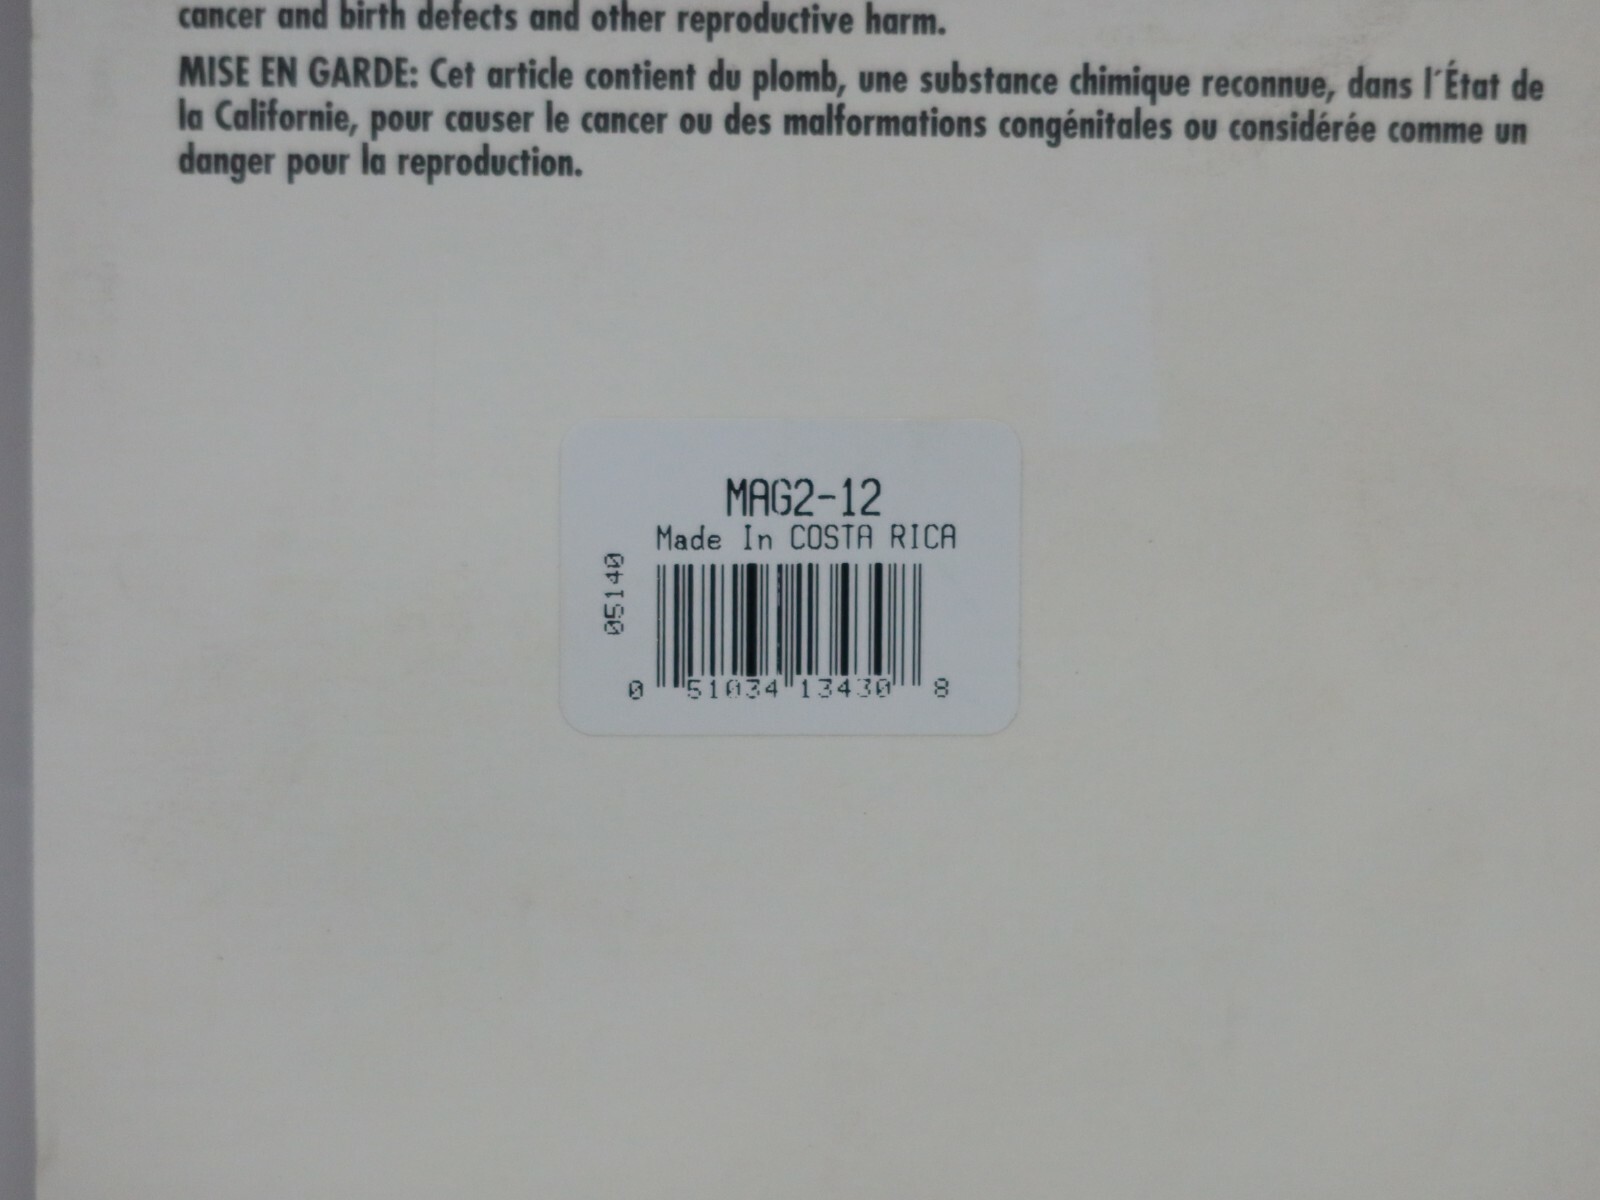 cancer and birth defects and other reproductive harm.
MISE EN GARDE: Cet article contient du plomb, une substance chimique reconnue, dans l'État de
la Californie, pour causer le cancer ou des malformations congénitales ou considérée comme un
danger pour la reproduction.
MAG2-12
Made In COSTA RICA
05140
0 51034 13430 8